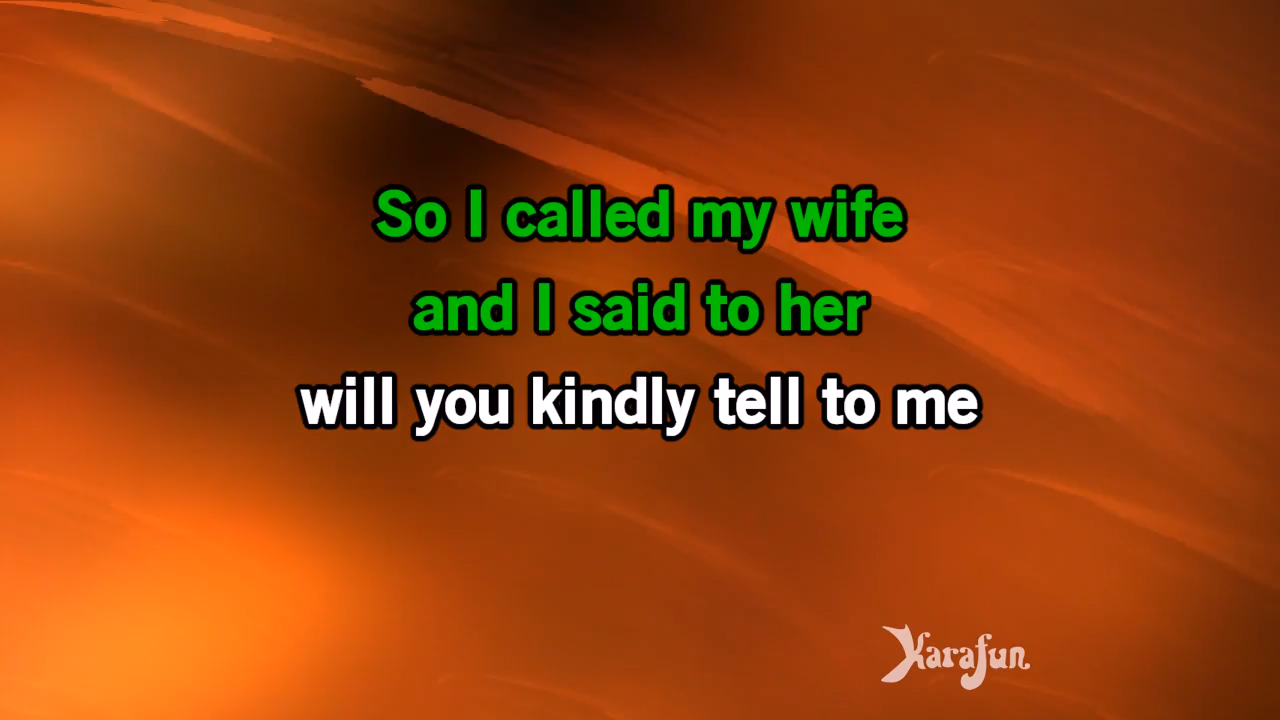 So I called my wife
and I said to her
will you kindly tell to me
Karafun